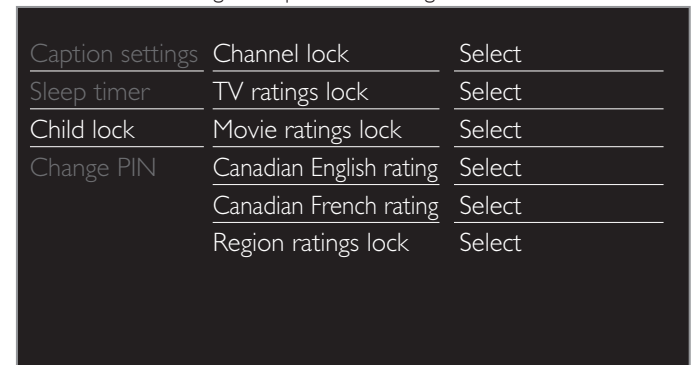 Caption settings Channel lock Select
Sleep timer TV ratings lock Select
Child lock Movie ratings lock Select
Change PIN Canadian English rating Select
Canadian French rating Select
Region ratings lock Select